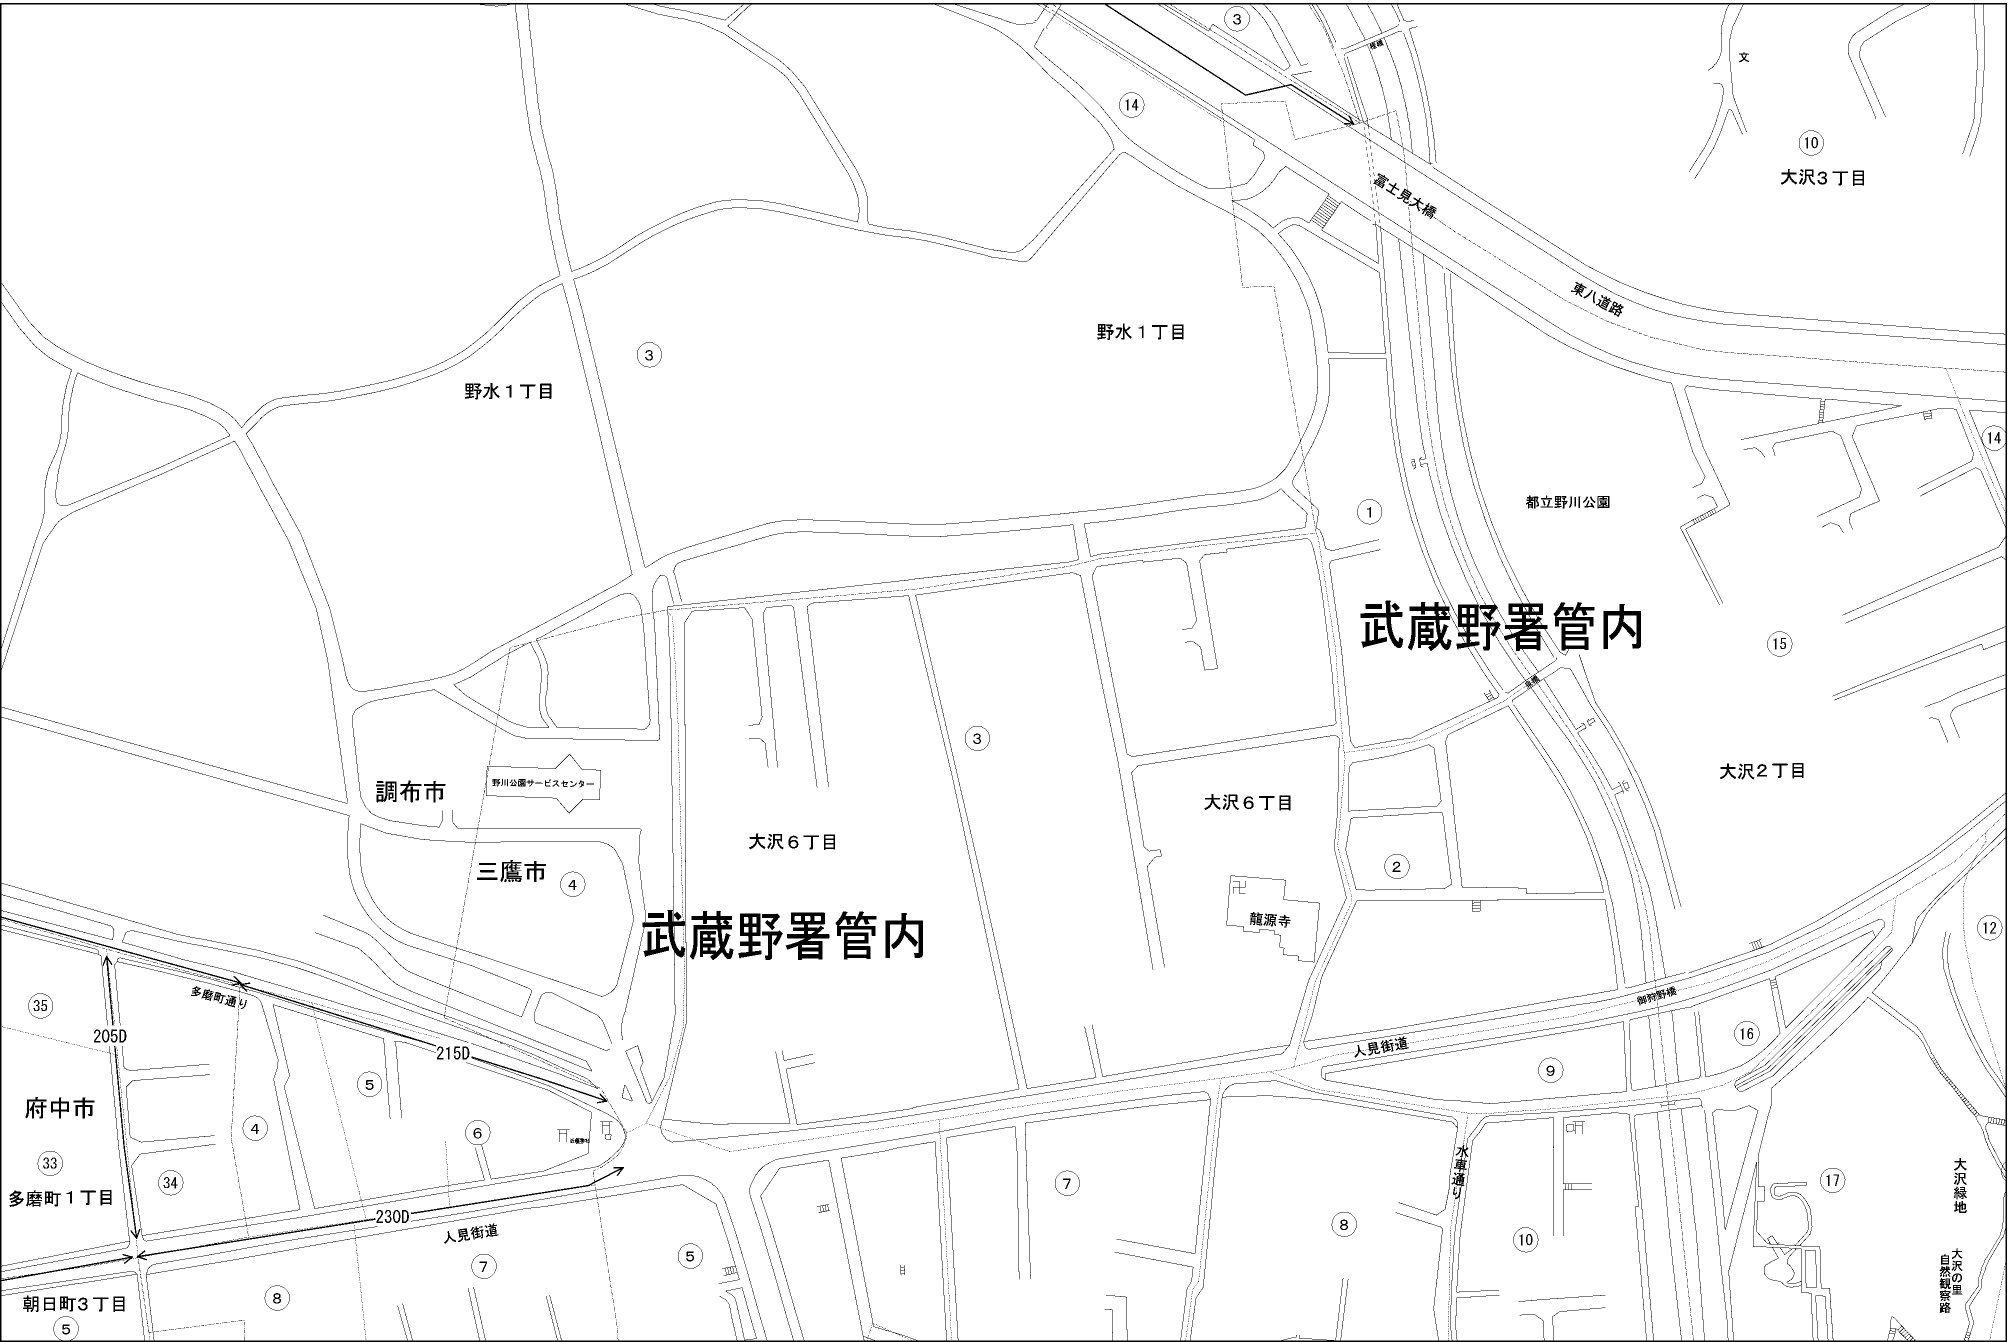 3
橋
文
14
10
大沢3丁目
富士見大橋
東八道路
野水1丁目
3
野水1丁目
14
都立野川公園
1
武蔵野署管内
15
泉橋
3
大沢2丁目
調布市
野川公園サービスセンター
大沢6丁目
大沢6丁目
三鷹市
4
2
龍源寺
武蔵野署管内
12
多磨町通り
御狩野橋
35
205D
215D
16
人見街道
9
5
府中市
4
6
水車通り
33
34
多磨町1丁目
7
17
大沢緑地
230D
人見街道
8
10
5
7
大沢の里
自然観察路
8
朝日町3丁目
5